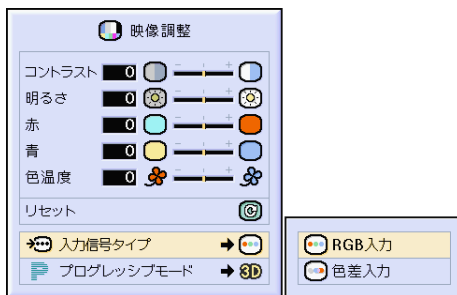 映像調整
コントラスト 0 - +
明るさ 0 - +
赤 0 - +
青 0 - +
色温度 0 - +
リセット
入力信号タイプ
P プログレッシブモード 3D
RGB入力
色差入力